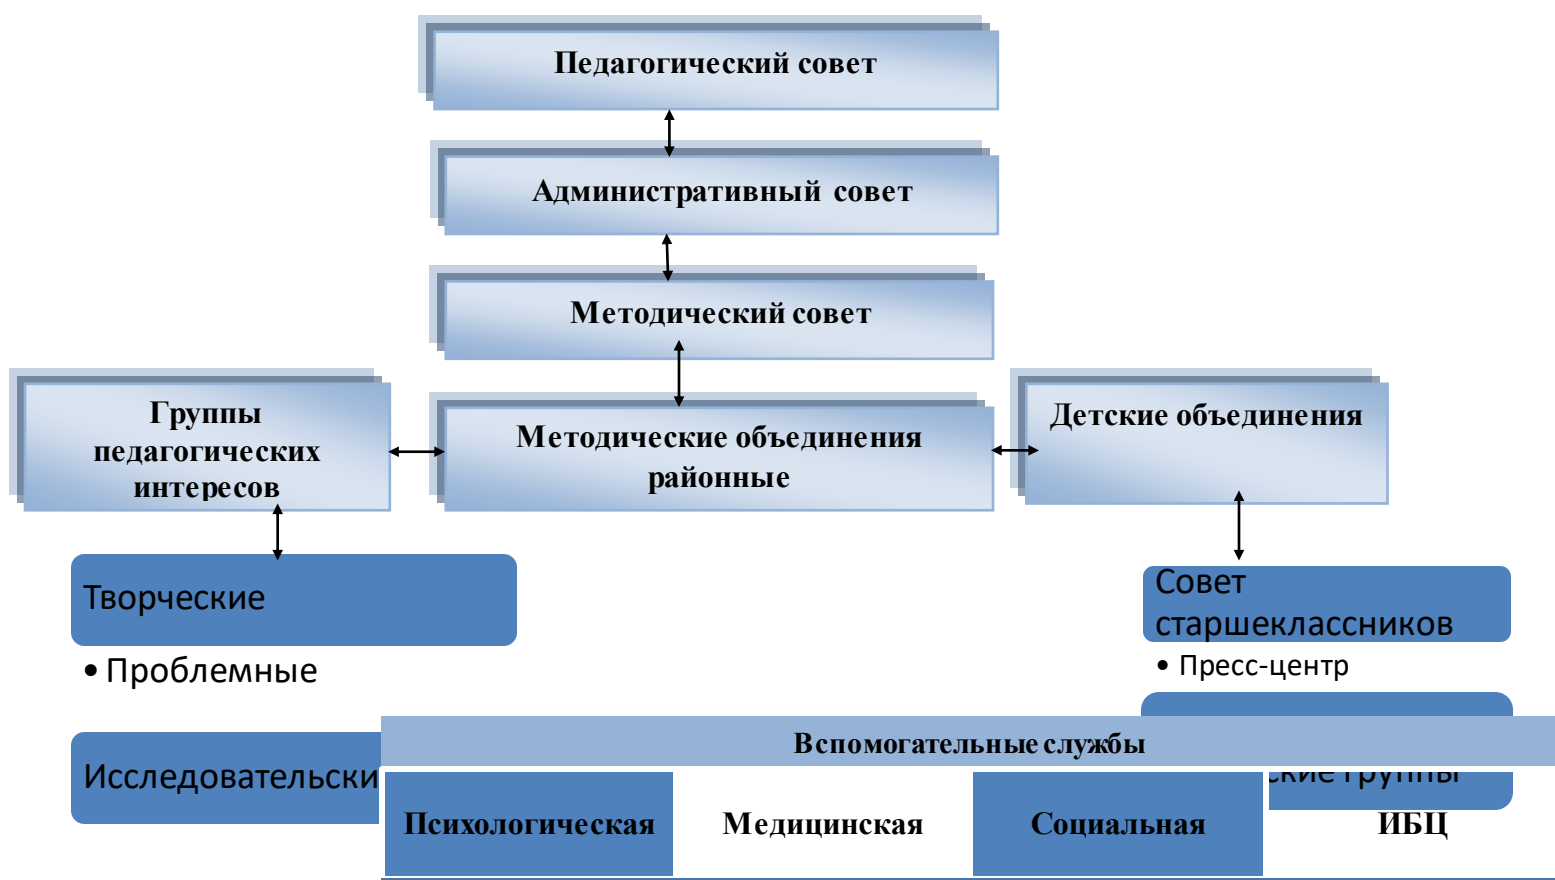 Педагогический совет
Административный совет
Методический совет
Группы
педагогических
интересов
Методические объединения
районные
Детские объединения
Творческие
• Проблемные
Исследовательски
Совет
старшеклассников
• Пресс-центр
группы
Вспомогательные службы
Психологическая
Медицинская
Социальная
ИБЦ